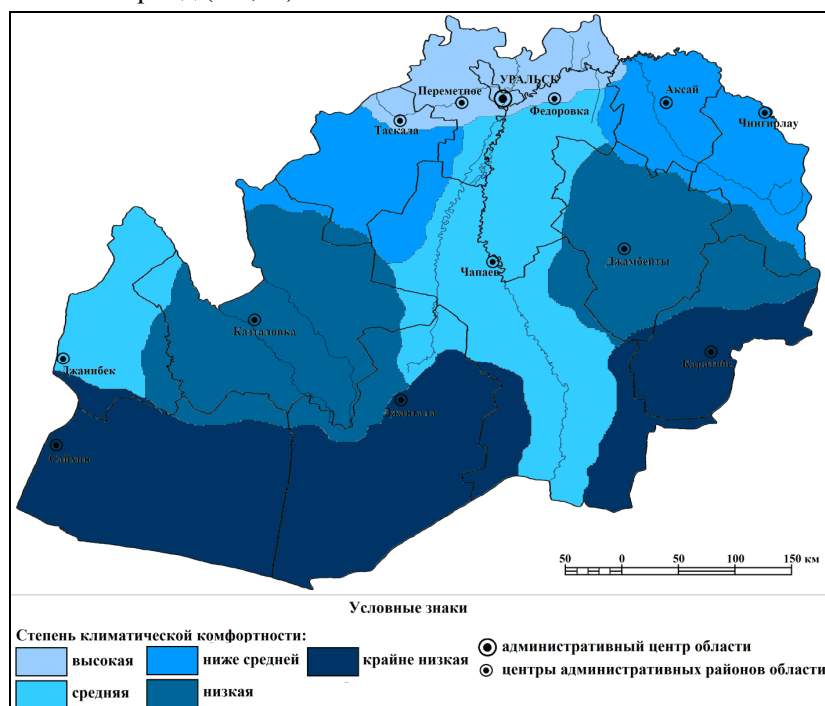 УРАЛЬСК
Переметное
Федоровка
Аксай
Чингирлау
Таскала
Чапаев
Джамбейты
Казталовка
Джанибек
Каратобе
Джангала
Сайхин
50 0 50 100 150 км
Условные знаки
Степень климатической комфортности:
высокая ниже средней крайне низкая
средняя низкая
административный центр области
центры административных районов области